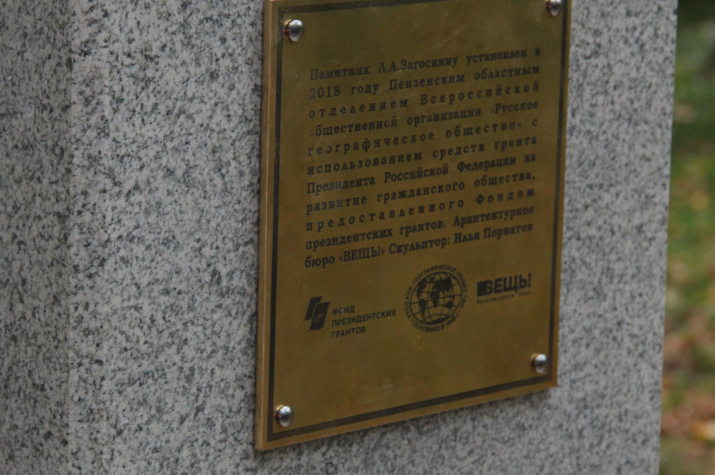 Памятник Л.А.Загоскину установлен в
2018 году Пензенским областным
отделением Всероссийской
общественной организации «Русское
географическое общество» с
использованием средств гранта
Президента Российской Федерации на
развитие гражданского общества,
предоставленного Фондом
президентских грантов. Архитектурное
бюро «ВЕЩЬ!» Скульптор: Илья
ФОНД
ПРЕЗИДЕНТСКИХ
ГРАНТОВ
ВЕЩЬ!